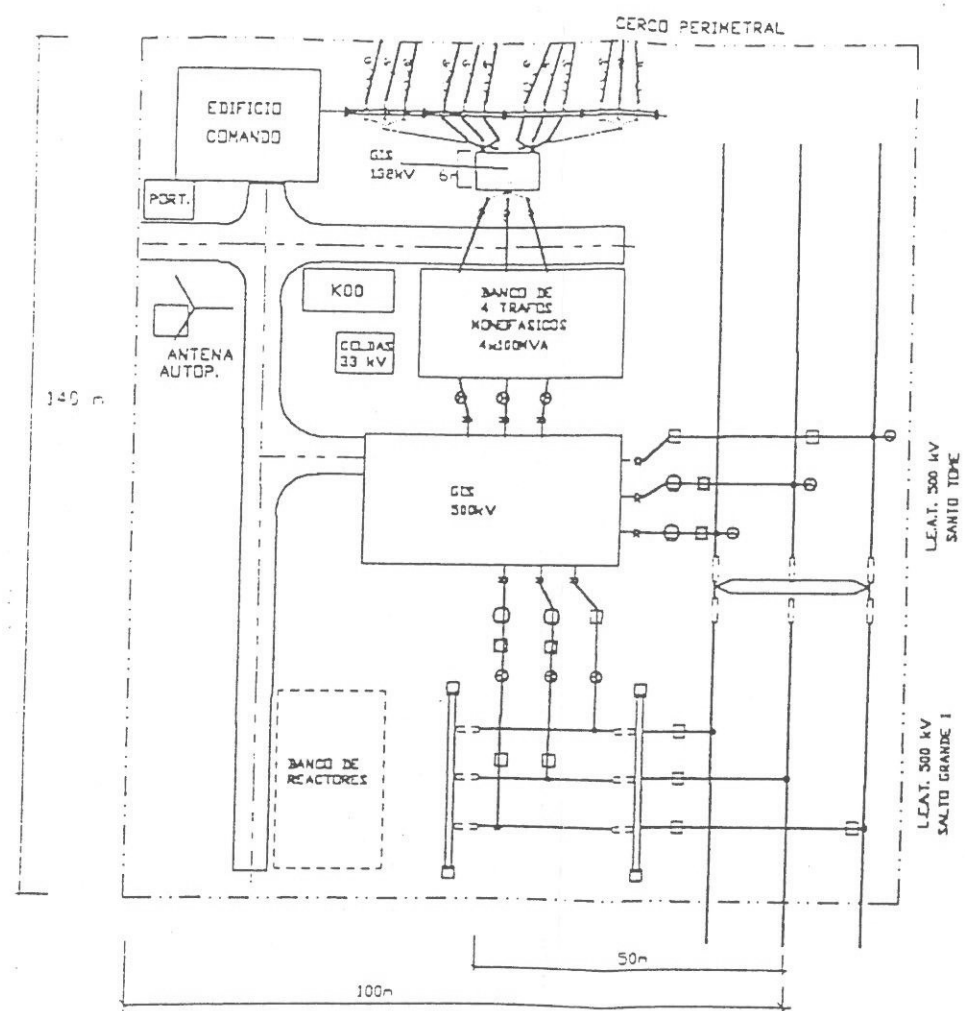 CERCO PERIMETRAL
EDIFICIO
COMANDO
GIS
132kV
6m
PORT.
KOO
BANCO DE
4 TRAFOS
MONOFASICOS
4x100MVA
CELDAS
33 kV
ANTENA
AUTOP.
140 m
GIS
500kV
L.E.A.T. 500 kV
SANTO TOME
BANCO DE
REACTORES
L.E.A.T. 500 kV
SALTO GRANDE I
50m
100m